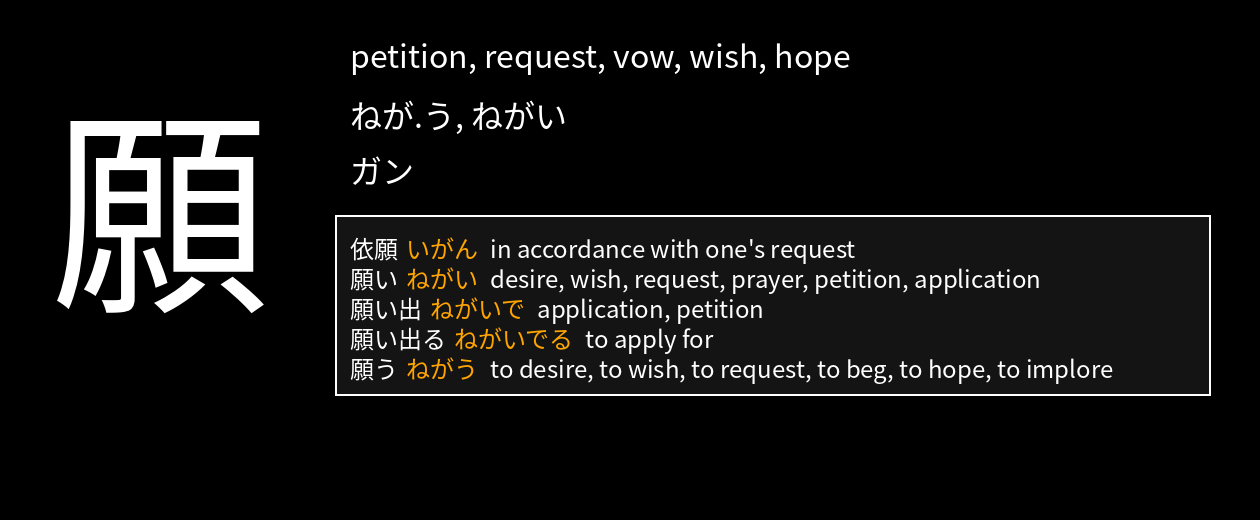 願
petition, request, vow, wish, hope
ねが.う, ねがい
ガン
依願 いがん in accordance with one's request
願い ねがい desire, wish, request, prayer, petition, application
願い出 ねがいで application, petition
願い出る ねがいでる to apply for
願う ねがう to desire, to wish, to request, to beg, to hope, to implore